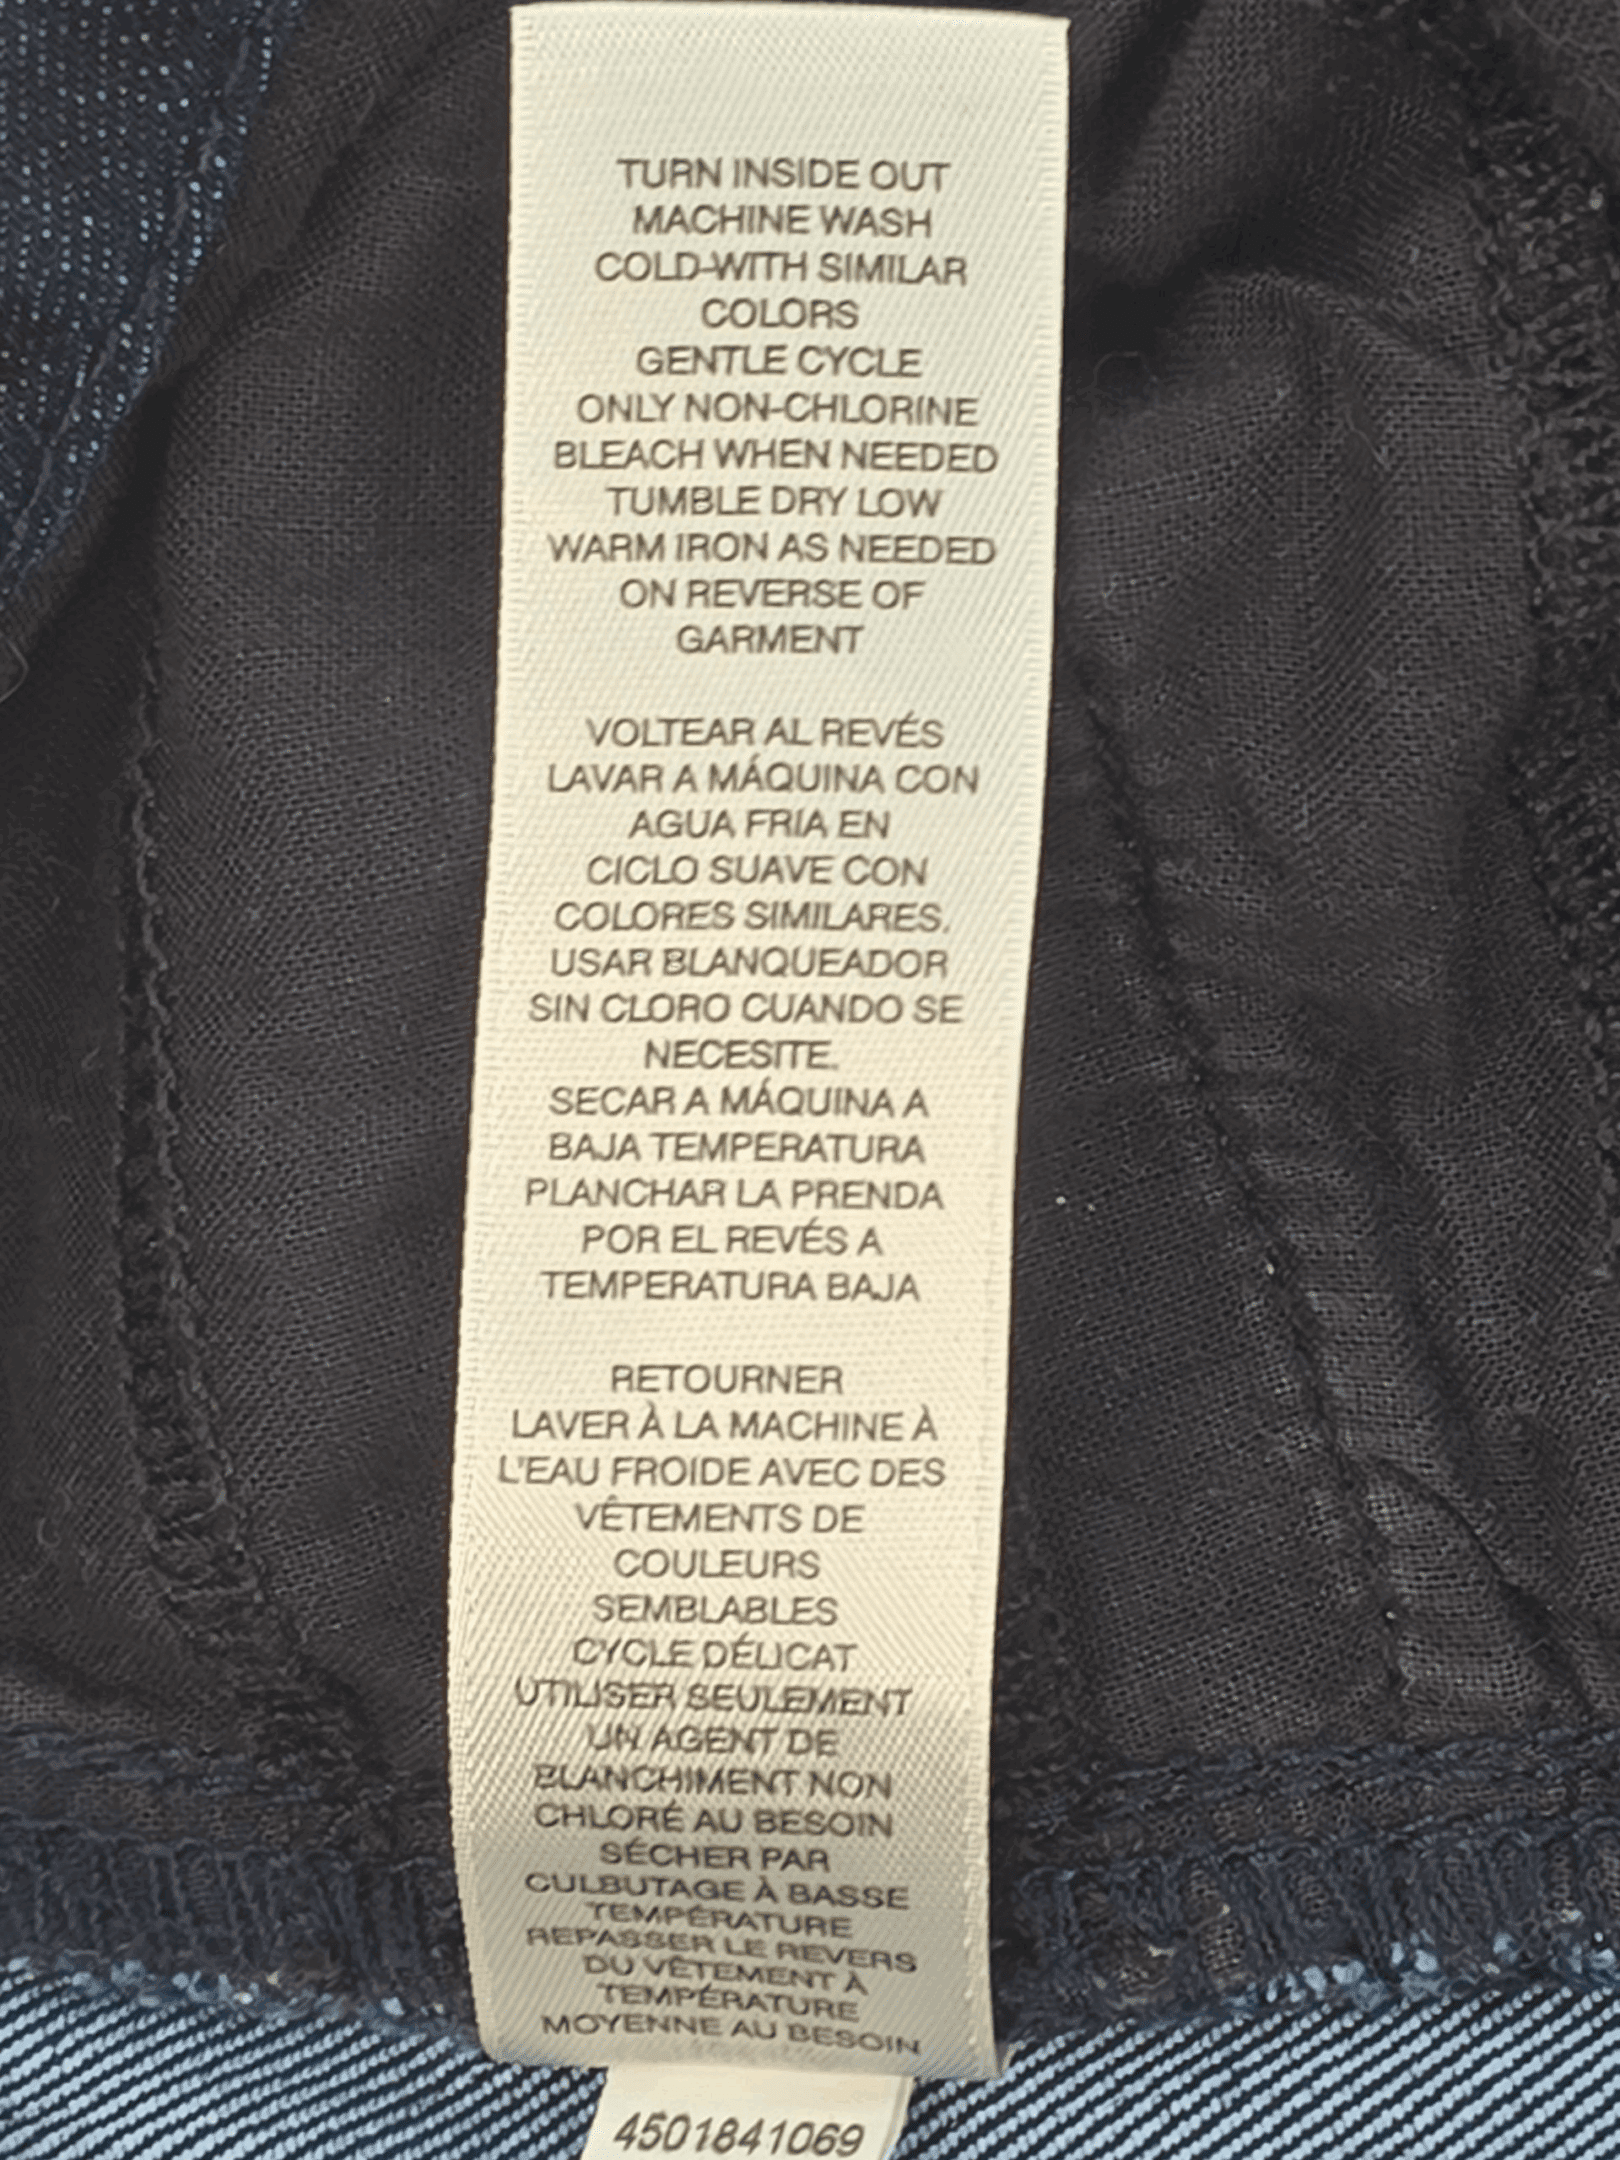 TURN INSIDE OUT
MACHINE WASH
COLD-WITH SIMILAR
COLORS
GENTLE CYCLE
ONLY NON-CHLORINE
BLEACH WHEN NEEDED
TUMBLE DRY LOW
WARM IRON AS NEEDED
ON REVERSE OF
GARMENT
VOLTEAR AL REVÉS
LAVAR A MÁQUINA CON
AGUA FRIA EN
CICLO SUAVE CON
COLORES SIMILARES.
USAR BLANQUEADOR
SIN CLORO CUANDO SE
NECESITE.
SECAR A MÁQUINA A
BAJA TEMPERATURA
PLANCHAR LA PRENDA
POR EL REVÉS A
TEMPERATURA BAJA
RETOURNER
LAVER À LA MACHINE À
L'EAU FROIDE AVEC DES
VÊTEMENTS DE
COULEURS
SEMBLABLES
CYCLE DÉLICAT
UTILISER SEULEMENT
UN AGENT DE
BLANCHIMENT NON
CHLORÉ AU BESOIN
SÉCHER PAR
CULBUTAGE À BASSE
TEMPÉRATURE
REPASSER LE REVERS
DU VÊTEMENT À
TEMPÉRATURE
MOYENNE AU BESOIN
4501841069